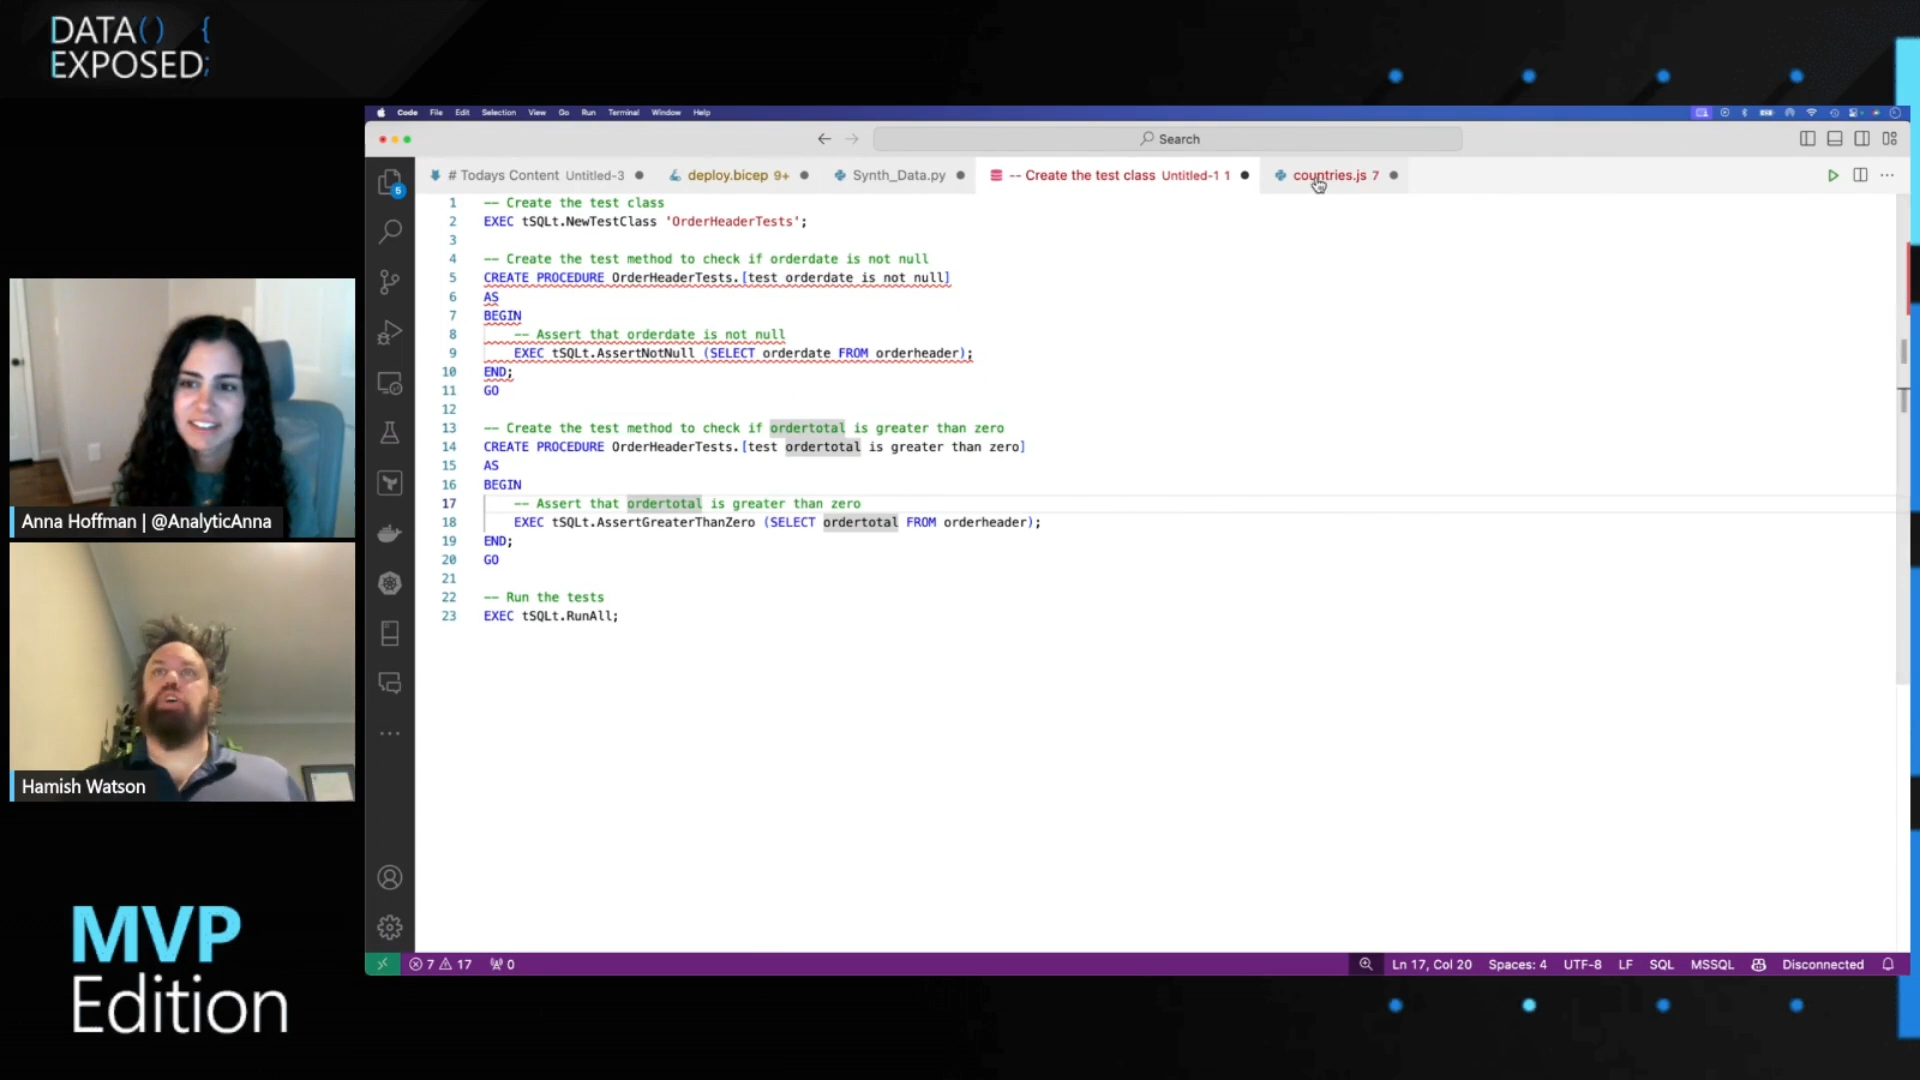 DATA() {
EXPOSED;
Code File Edit Selection View Go Run Terminal Window Help
Search
# Todays Content Untitled-3
deploy.bicep 9+
Synth_Data.py
-- Create the test class Untitled-1 1
countries.js 7
5
1 -- Create the test class
2 EXEC tSQLt.NewTestClass 'OrderHeaderTests';
3
4 -- Create the test method to check if orderdate is not null
5 CREATE PROCEDURE OrderHeaderTests.[test orderdate is not null]
6 AS
7 BEGIN
8 -- Assert that orderdate is not null
9 EXEC tSQLt.AssertNotNull (SELECT orderdate FROM orderheader);
10 END;
11 GO
12
13 -- Create the test method to check if ordertotal is greater than zero
14 CREATE PROCEDURE OrderHeaderTests.[test ordertotal is greater than zero]
15 AS
16 BEGIN
17 -- Assert that ordertotal is greater than zero
18 EXEC tSQLt.AssertGreaterThanZero (SELECT ordertotal FROM orderheader);
19 END;
20 GO
21
22 -- Run the tests
23 EXEC tSQLt.RunAll;
Anna Hoffman | @AnalyticAnna
Hamish Watson
MVP
Edition
7 17 0
Ln 17, Col 20 Spaces: 4 UTF-8 LF SQL MSSQL Disconnected